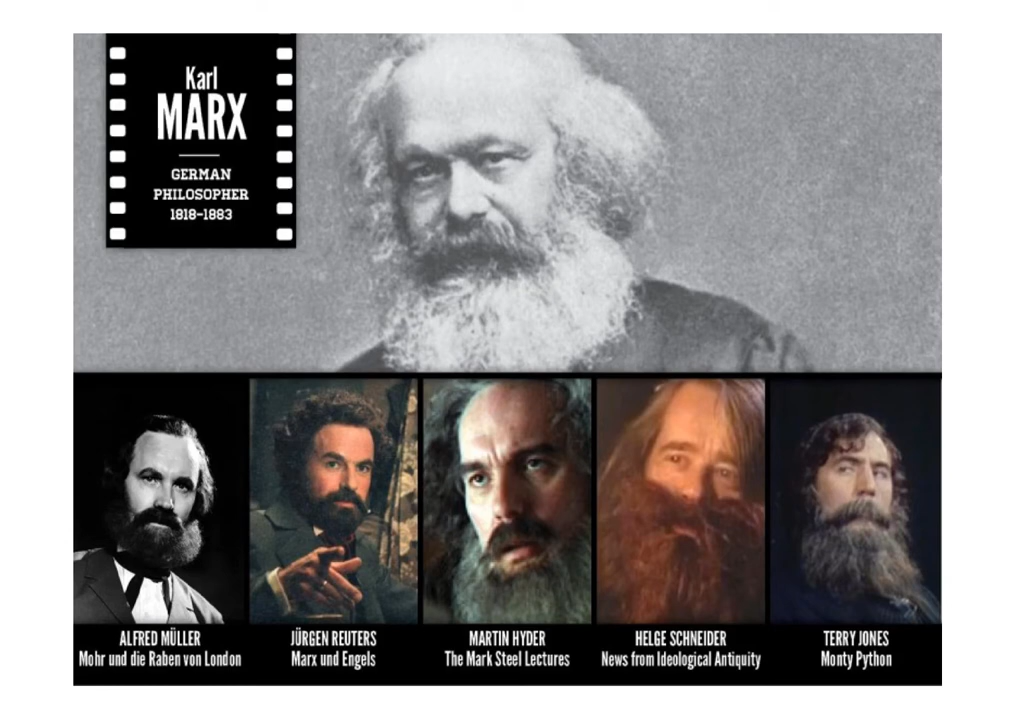 Karl
MARX
GERMAN
PHILOSOPHER
1818-1883
ALFRED MÜLLER
Mohr und die Raben von London
JÜRGEN REUTERS
Marx und Engels
MARTIN HYDER
The Mark Steel Lectures
HELGE SCHNEIDER
News from Ideological Antiquity
TERRY JONES
Monty Python